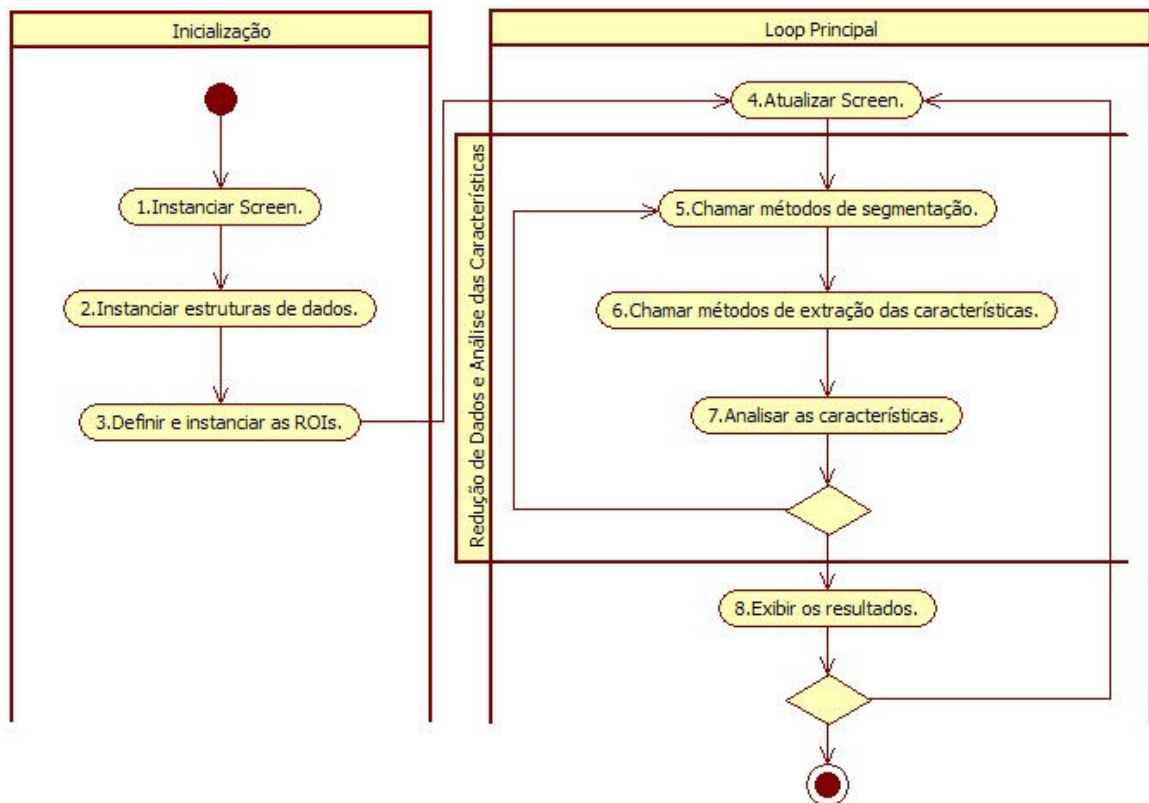 Inicialização
1.Instanciar Screen.
2.Instanciar estruturas de dados.
3.Definir e instanciar as ROIs.
Loop Principal
4.Atualizar Screen.
Redução de Dados e Análise das Características
5.Chamar métodos de segmentação.
6.Chamar métodos de extração das características.
7.Analisar as características.
8.Exibir os resultados.